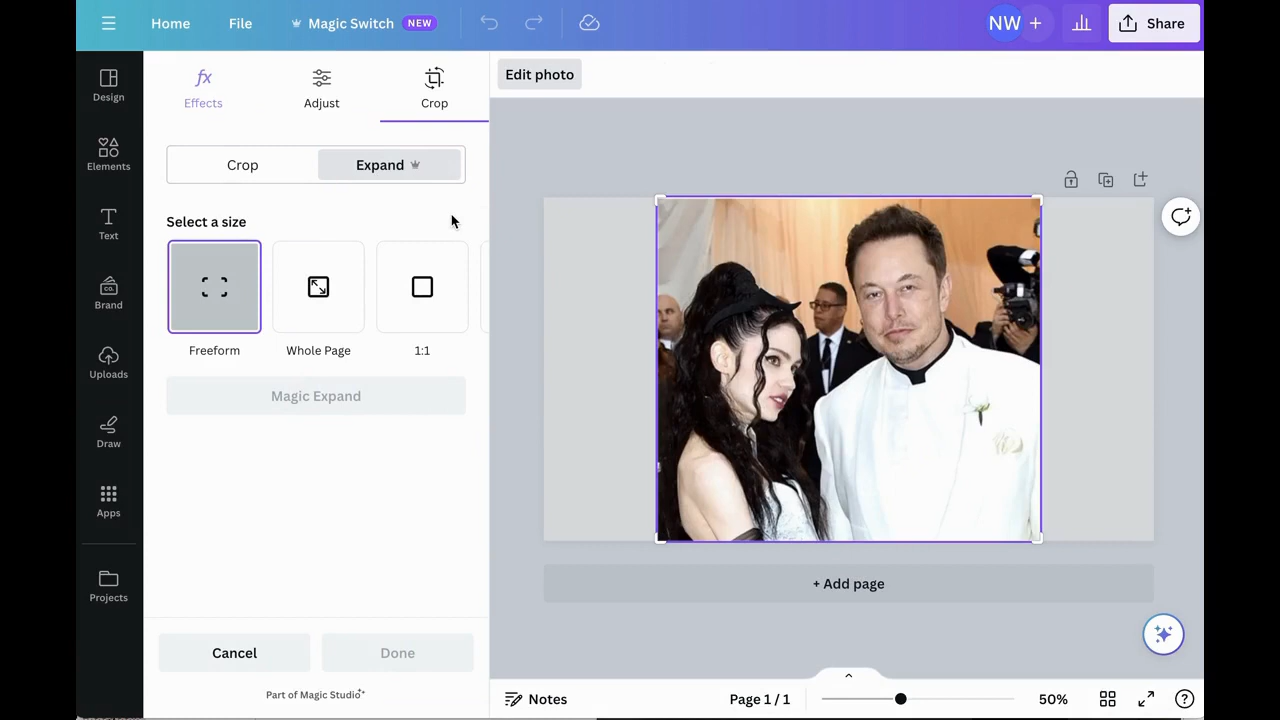 Home File Magic Switch NEW NW + Share
Design
Elements
Text
Brand
co.
Uploads
Draw
Apps
Projects
fx
Effects Adjust Crop
Crop Expand
Select a size
Freeform Whole Page 1:1
Magic Expand
Cancel Done
Part of Magic Studio
Edit photo
+ Add page
Notes Page 1 / 1 50% ?